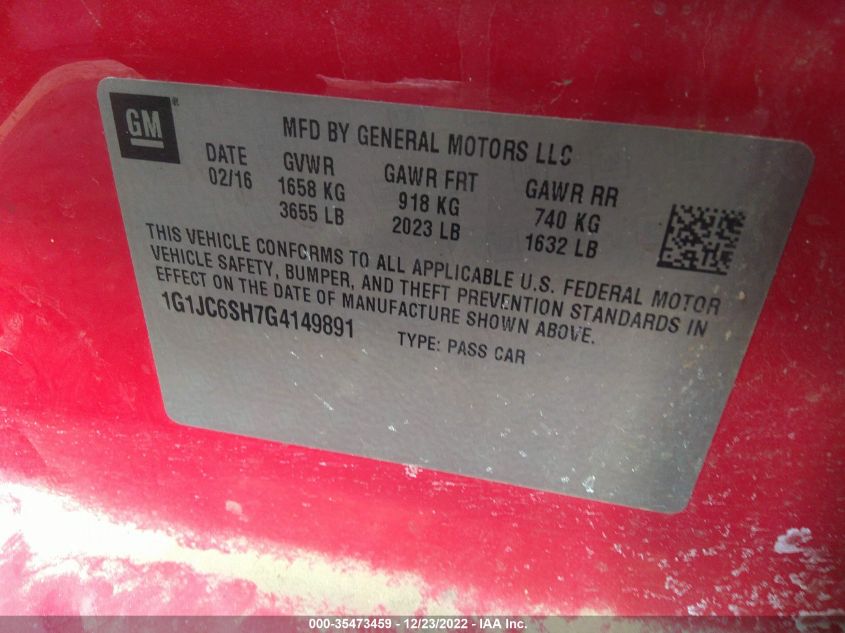 GM®
MFD BY GENERAL MOTORS LLC
DATE GVWR GAWR FRT GAWR RR
02/16 1658 KG 918 KG 740 KG
3655 LB 2023 LB 1632 LB
THIS VEHICLE CONFORMS TO ALL APPLICABLE U.S. FEDERAL MOTOR
VEHICLE SAFETY, BUMPER, AND THEFT PREVENTION STANDARDS IN
EFFECT ON THE DATE OF MANUFACTURE SHOWN ABOVE.
1G1JC6SH7G4149891 TYPE: PASS CAR
000-35473459 - 12/23/2022 - IAA Inc.